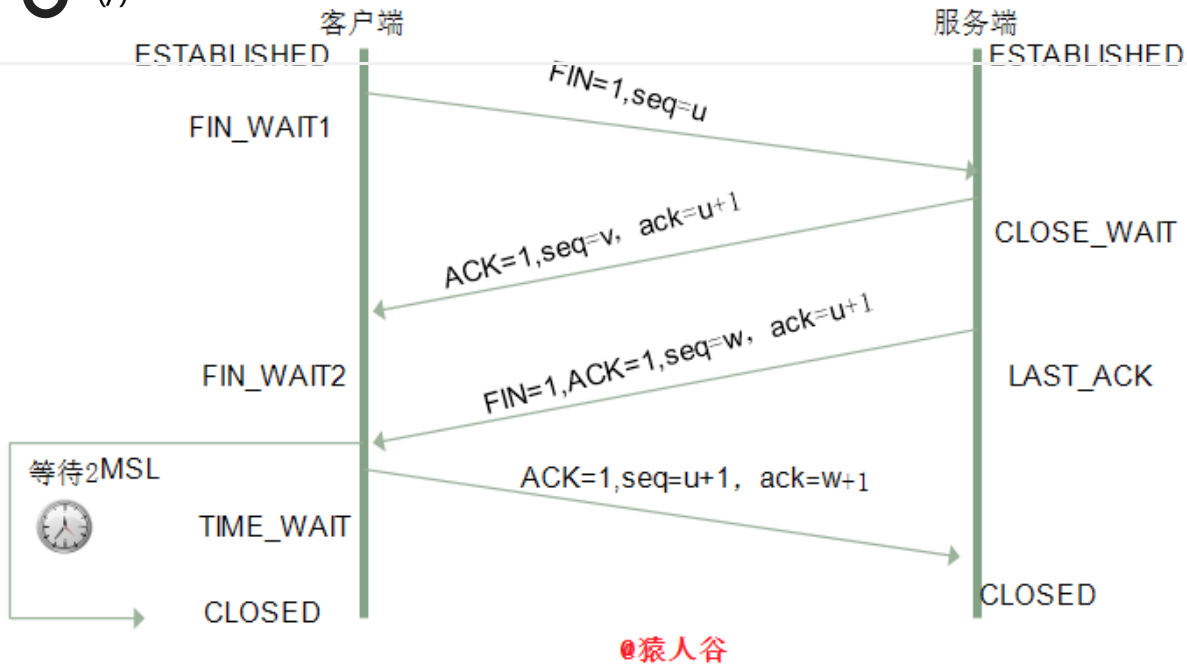 客户端
服务端
ESTABLISHED
ESTABLISHED
FIN=1,seq=u
FIN_WAIT1
ACK=1,seq=v，ack=u+1
CLOSE_WAIT
FIN=1,ACK=1,seq=w，ack=u+1
FIN_WAIT2
LAST_ACK
等待2MSL
ACK=1,seq=u+1，ack=w+1
TIME_WAIT
CLOSED
CLOSED
@猿人谷